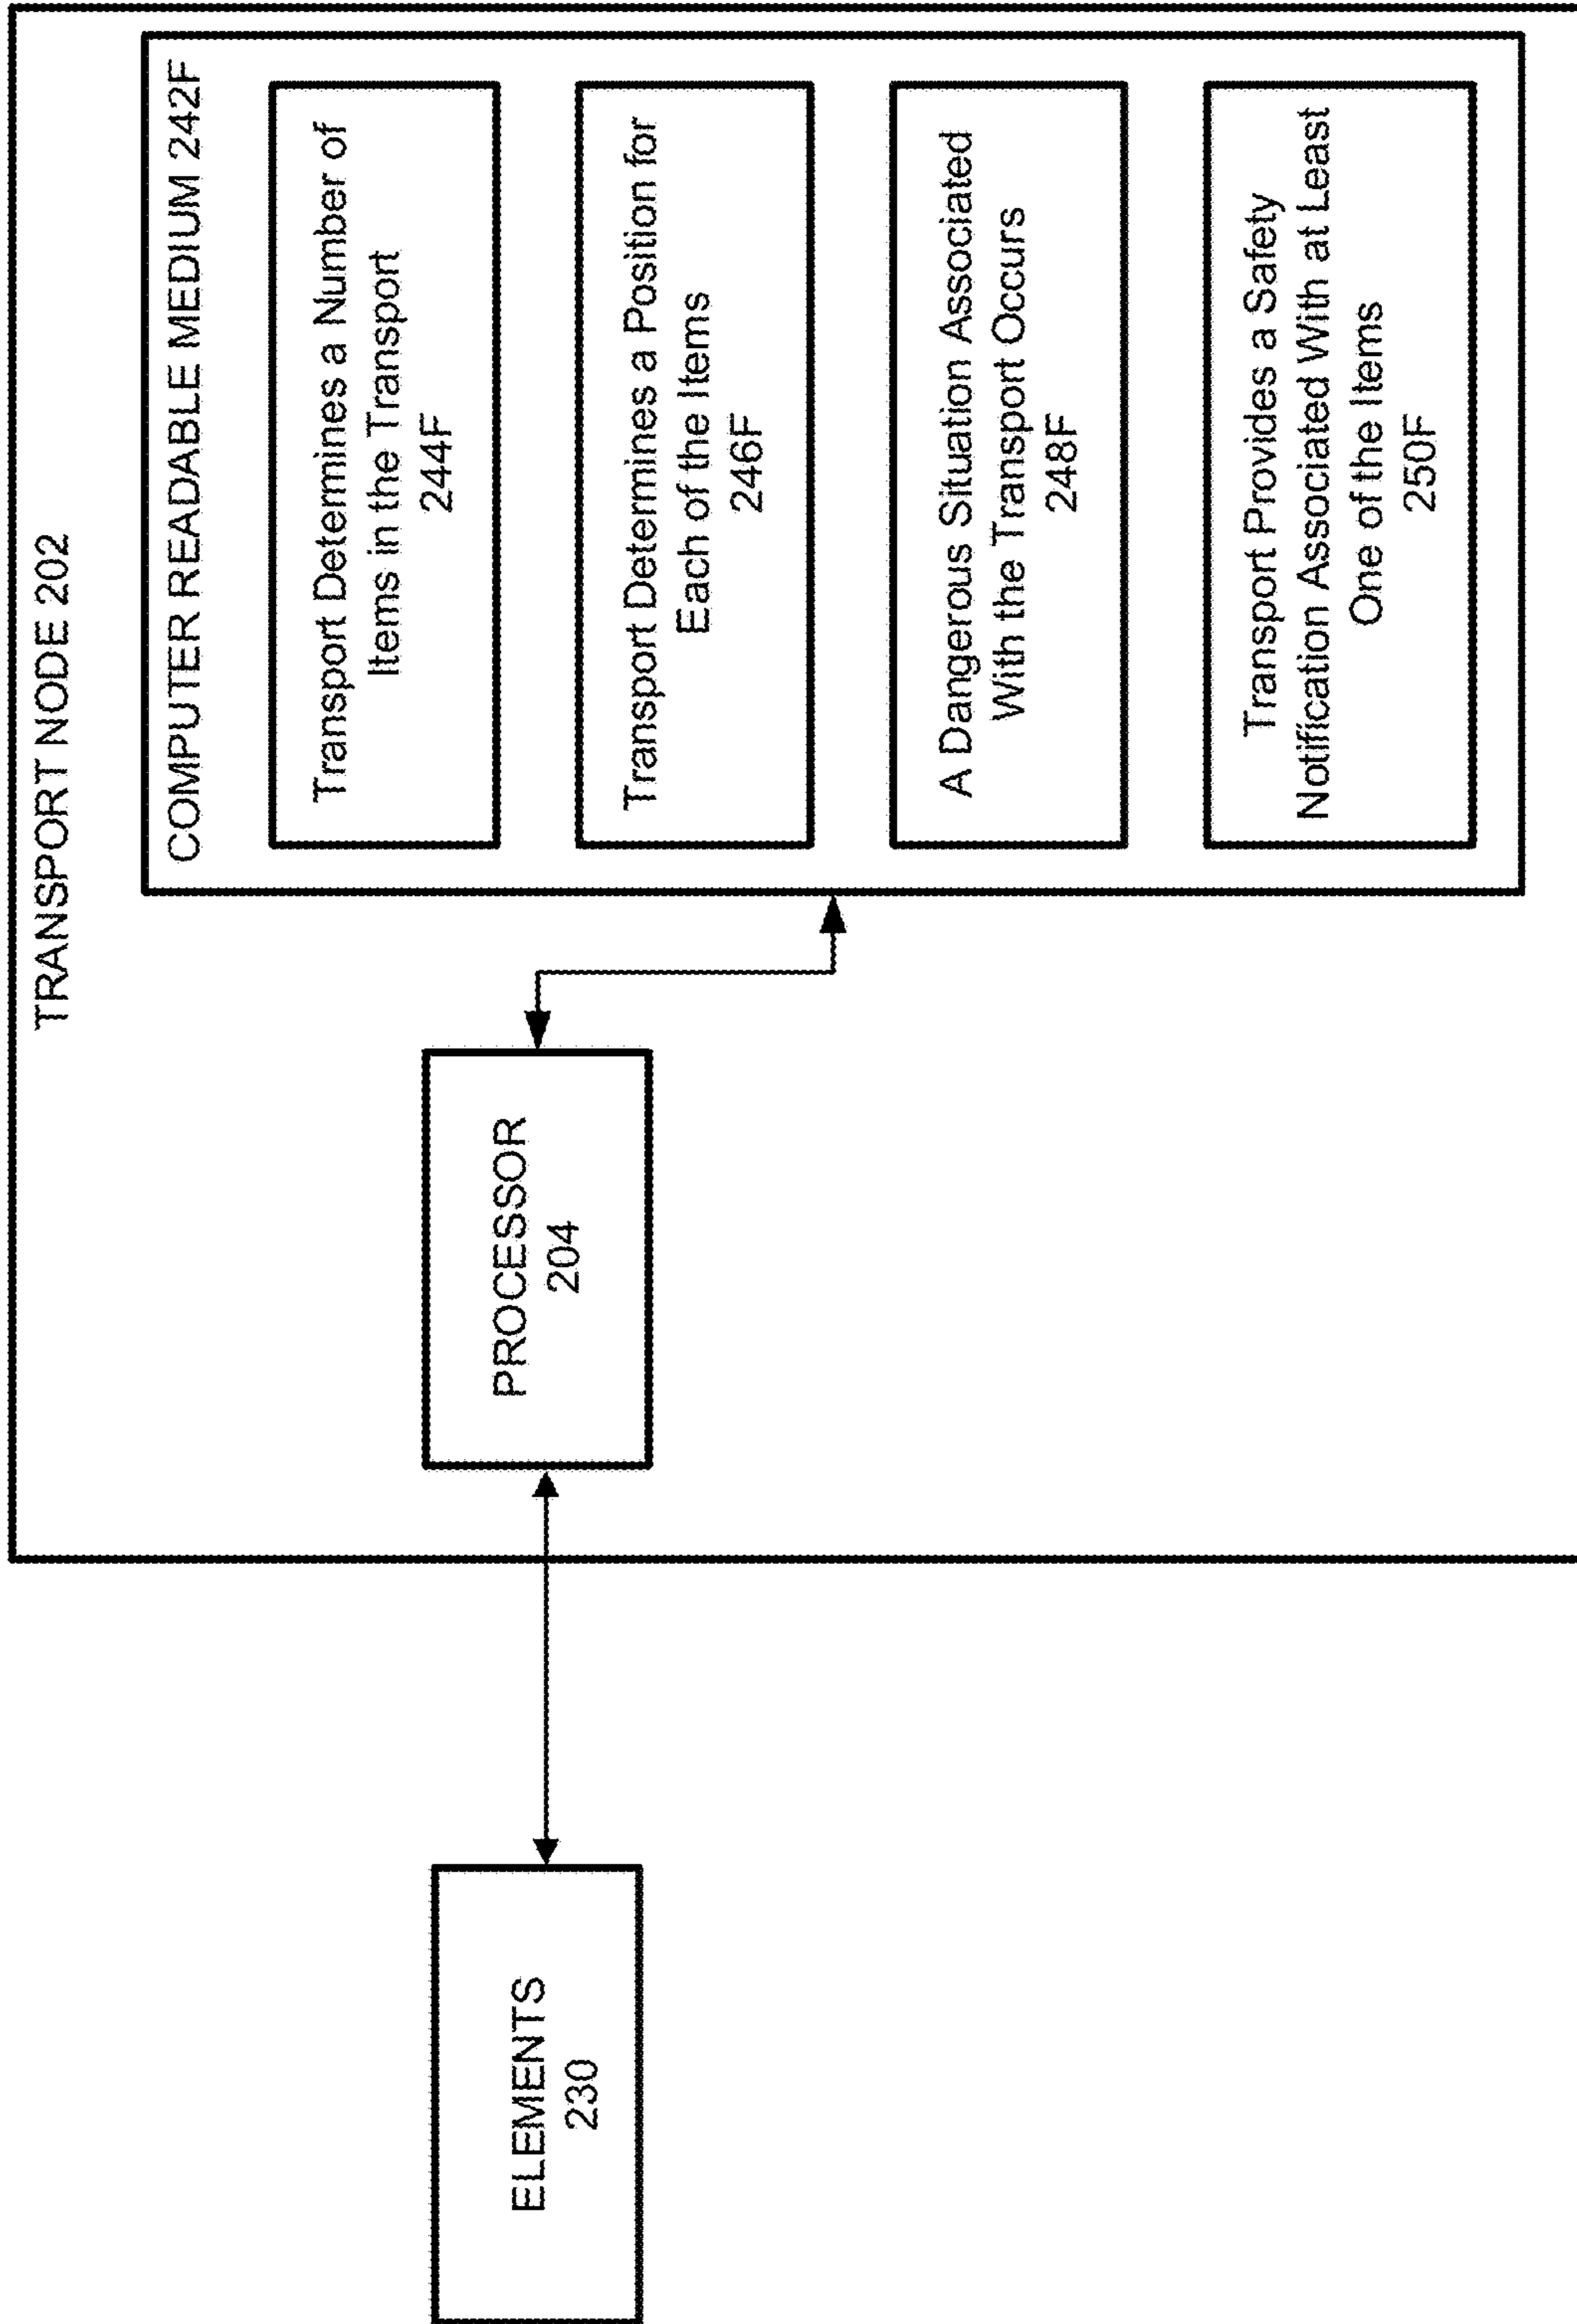 TRANSPORT NODE 202
COMPUTER READABLE MEDIUM 242F
Transport Determines a Number of
Items in the Transport
244F
Transport Determines a Position for
Each of the Items
246F
A Dangerous Situation Associated
With the Transport Occurs
248F
Transport Provides a Safety
Notification Associated With at Least
One of the Items
250F
PROCESSOR
204
ELEMENTS
230